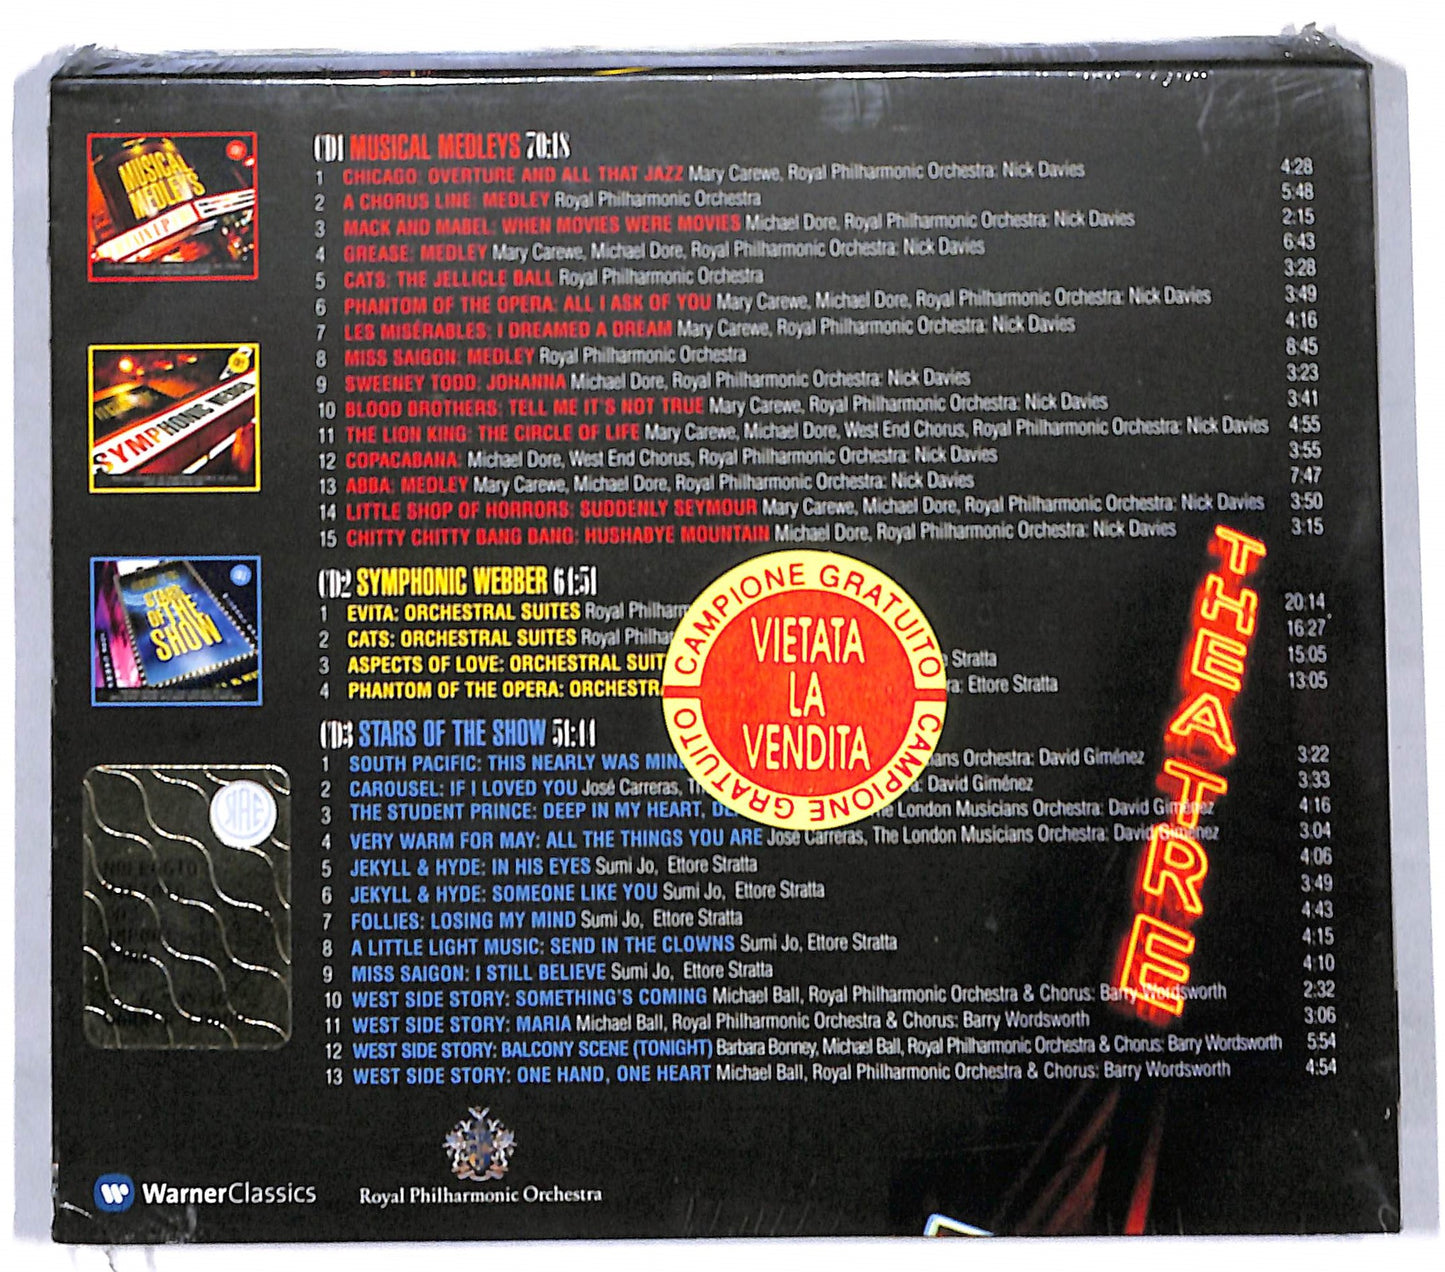 CD1 MUSICAL MEDLEYS 70:18
1 CHICAGO: OVERTURE AND ALL THAT JAZZ Mary Carewe, Royal Philharmonic Orchestra: Nick Davies 4:28
2 A CHORUS LINE: MEDLEY Royal Philharmonic Orchestra 5:48
3 MACK AND MABEL: WHEN MOVIES WERE MOVIES Michael Dore, Royal Philharmonic Orchestra: Nick Davies 2:15
4 GREASE: MEDLEY Mary Carewe, Michael Dore, Royal Philharmonic Orchestra: Nick Davies 6:43
5 CATS: THE JELLICLE BALL Royal Philharmonic Orchestra 3:28
6 PHANTOM OF THE OPERA: ALL I ASK OF YOU Mary Carewe, Michael Dore, Royal Philharmonic Orchestra: Nick Davies 3:49
7 LES MISÉRABLES: I DREAMED A DREAM Mary Carewe, Royal Philharmonic Orchestra: Nick Davies 4:16
8 MISS SAIGON: MEDLEY Royal Philharmonic Orchestra 8:45
9 SWEENEY TODD: JOHANNA Michael Dore, Royal Philharmonic Orchestra: Nick Davies 3:23
10 BLOOD BROTHERS: TELL ME IT'S NOT TRUE Mary Carewe, Royal Philharmonic Orchestra: Nick Davies 3:41
11 THE LION KING: THE CIRCLE OF LIFE Mary Carewe, Michael Dore, West End Chorus, Royal Philharmonic Orchestra: Nick Davies 4:55
12 COPACABANA: Michael Dore, West End Chorus, Royal Philharmonic Orchestra: Nick Davies 3:55
13 ABBA: MEDLEY Mary Carewe, Michael Dore, Royal Philharmonic Orchestra: Nick Davies 7:47
14 LITTLE SHOP OF HORRORS: SUDDENLY SEYMOUR Mary Carewe, Michael Dore, Royal Philharmonic Orchestra: Nick Davies 3:50
15 CHITTY CHITTY BANG BANG: HUSHABYE MOUNTAIN Michael Dore, Royal Philharmonic Orchestra: Nick Davies 3:15
CD2 SYMPHONIC WEBBER 64:51
1 EVITA: ORCHESTRAL SUITES Royal Philharm 20:14
2 CATS: ORCHESTRAL SUITES Royal Philhar 16:27
3 ASPECTS OF LOVE: ORCHESTRAL SUIT Stratta 15:05
4 PHANTOM OF THE OPERA: ORCHESTRA ra: Ettore Stratta 13:05
CD3 STARS OF THE SHOW 51:44
1 SOUTH PACIFIC: THIS NEARLY WAS MIN ans Orchestra: David Giménez 3:22
2 CAROUSEL: IF I LOVED YOU José Carreras, Th a: David Giménez 3:33
3 THE STUDENT PRINCE: DEEP IN MY HEART, DE he London Musicians Orchestra: David Giménez 4:16
4 VERY WARM FOR MAY: ALL THE THINGS YOU ARE José Carreras, The London Musicians Orchestra: David Giménez 3:04
5 JEKYLL & HYDE: IN HIS EYES Sumi Jo, Ettore Stratta 4:06
6 JEKYLL & HYDE: SOMEONE LIKE YOU Sumi Jo, Ettore Stratta 3:49
7 FOLLIES: LOSING MY MIND Sumi Jo, Ettore Stratta 4:43
8 A LITTLE LIGHT MUSIC: SEND IN THE CLOWNS Sumi Jo, Ettore Stratta 4:15
9 MISS SAIGON: I STILL BELIEVE Sumi Jo, Ettore Stratta 4:10
10 WEST SIDE STORY: SOMETHING'S COMING Michael Ball, Royal Philharmonic Orchestra & Chorus: Barry Wordsworth 2:32
11 WEST SIDE STORY: MARIA Michael Ball, Royal Philharmonic Orchestra & Chorus: Barry Wordsworth 3:06
12 WEST SIDE STORY: BALCONY SCENE (TONIGHT) Barbara Bonney, Michael Ball, Royal Philharmonic Orchestra & Chorus: Barry Wordsworth 5:54
13 WEST SIDE STORY: ONE HAND, ONE HEART Michael Ball, Royal Philharmonic Orchestra & Chorus: Barry Wordsworth 4:54
MUSICAL
MEDLEYS
SYMPHONIC WEBBER
STARS
OF THE
SHOW
CAMPIONE GRATUITO
CAMPIONE GRATUITO
VIETATA
LA
VENDITA
THEATRE
WarnerClassics
Royal Philharmonic Orchestra